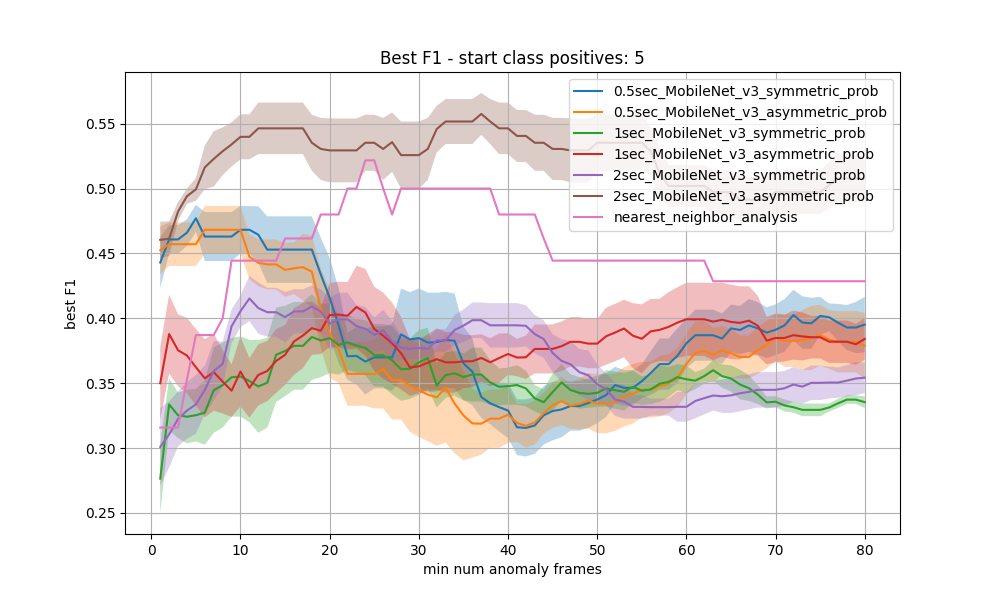 Best F1 - start class positives: 5
0.5sec_MobileNet_v3_symmetric_prob
0.5sec_MobileNet_v3_asymmetric_prob
1sec_MobileNet_v3_symmetric_prob
1sec_MobileNet_v3_asymmetric_prob
2sec_MobileNet_v3_symmetric_prob
2sec_MobileNet_v3_asymmetric_prob
nearest_neighbor_analysis
best F1
0.55
0.50
0.45
0.40
0.35
0.30
0.25
0 10 20 30 40 50 60 70 80
min num anomaly frames